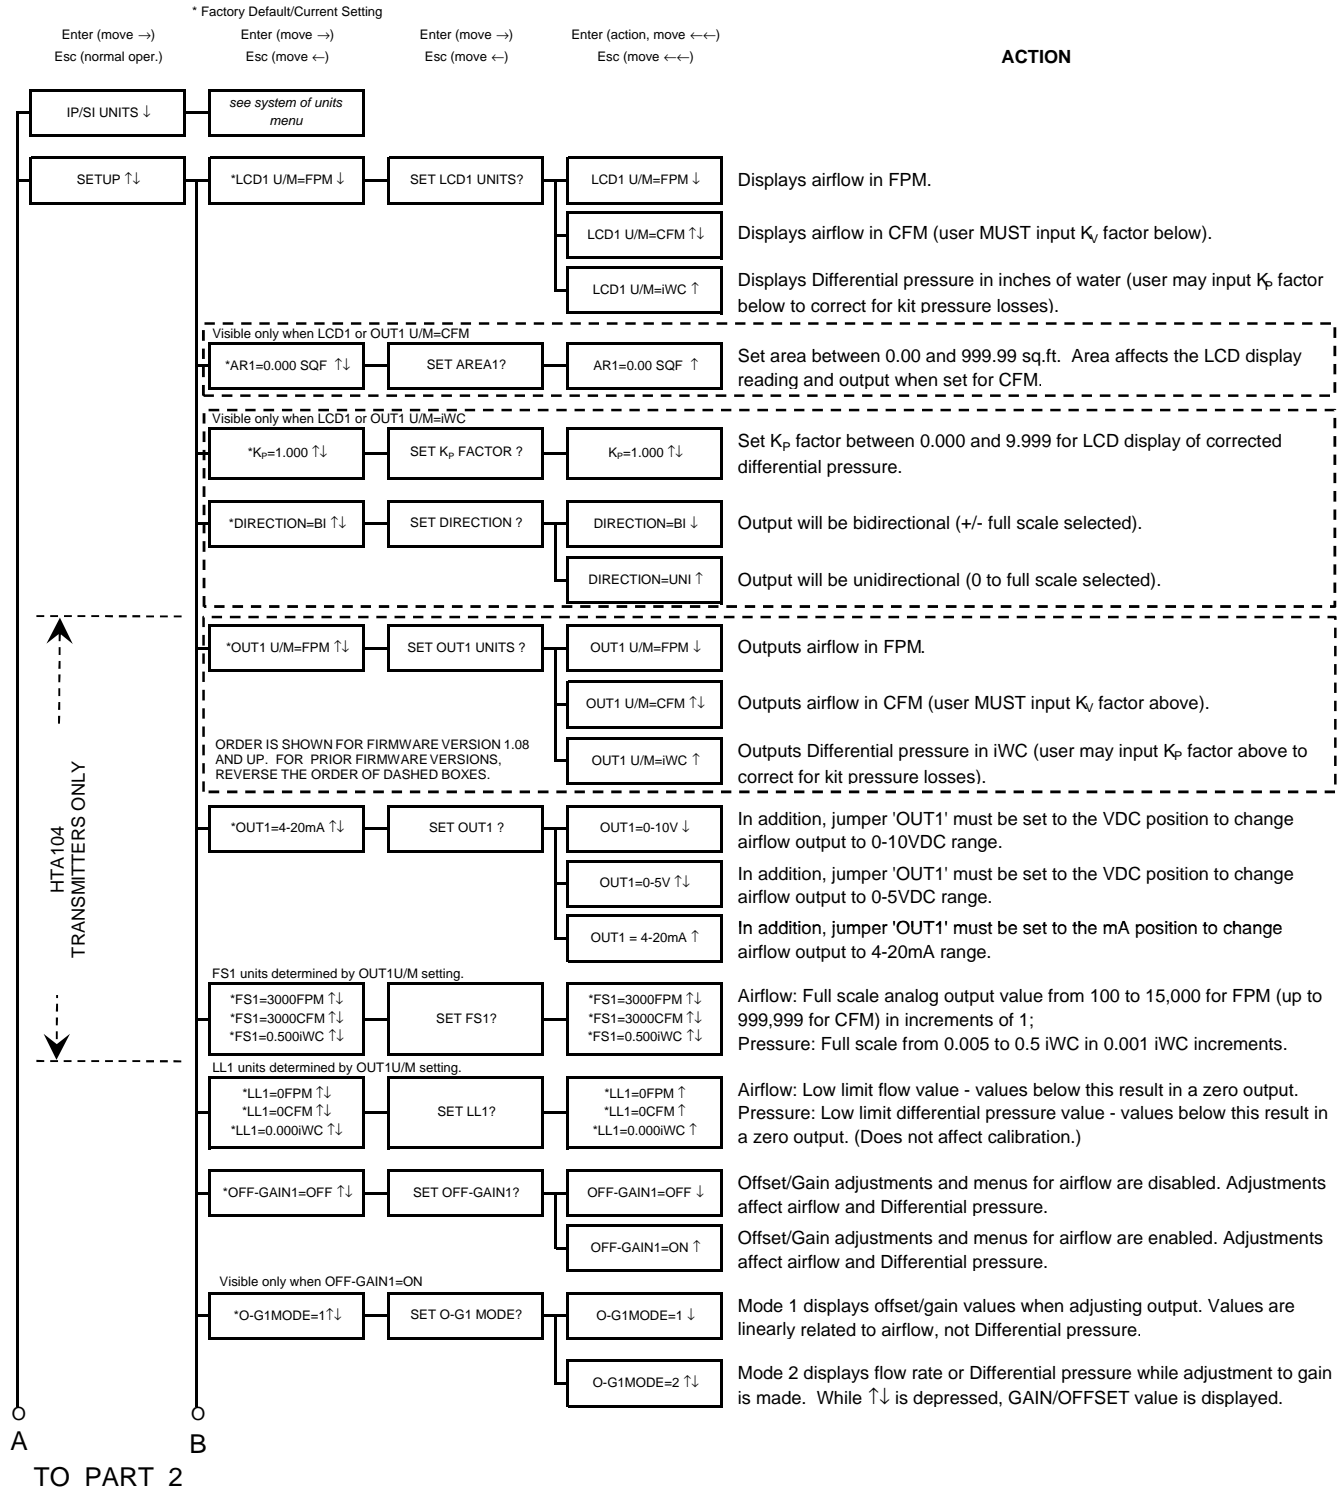 * Factory Default/Current Setting
Enter (move →) Enter (move →) Enter (move →) Enter (action, move ←←)
Esc (normal oper.) Esc (move ←) Esc (move ←) Esc (move ←←)
ACTION
IP/SI UNITS ↓
see system of units
menu
SETUP ↑↓
*LCD1 U/M=FPM ↓
SET LCD1 UNITS?
LCD1 U/M=FPM ↓
Displays airflow in FPM.
LCD1 U/M=CFM ↑↓
Displays airflow in CFM (user MUST input KV factor below).
LCD1 U/M=iWC ↑
Displays Differential pressure in inches of water (user may input KP factor
below to correct for kit pressure losses).
Visible only when LCD1 or OUT1 U/M=CFM
*AR1=0.000 SQF ↑↓
SET AREA1?
AR1=0.00 SQF ↑
Set area between 0.00 and 999.99 sq.ft. Area affects the LCD display
reading and output when set for CFM.
Visible only when LCD1 or OUT1 U/M=iWC
*KP=1.000 ↑↓
SET KP FACTOR ?
KP=1.000 ↑↓
Set KP factor between 0.000 and 9.999 for LCD display of corrected
differential pressure.
*DIRECTION=BI ↑↓
SET DIRECTION ?
DIRECTION=BI ↓
Output will be bidirectional (+/- full scale selected).
DIRECTION=UNI ↑
Output will be unidirectional (0 to full scale selected).
HTA104
TRANSMITTERS ONLY
*OUT1 U/M=FPM ↑↓
SET OUT1 UNITS ?
OUT1 U/M=FPM ↓
Outputs airflow in FPM.
OUT1 U/M=CFM ↑↓
Outputs airflow in CFM (user MUST input KV factor above).
ORDER IS SHOWN FOR FIRMWARE VERSION 1.08
AND UP. FOR PRIOR FIRMWARE VERSIONS,
REVERSE THE ORDER OF DASHED BOXES.
OUT1 U/M=iWC ↑
Outputs Differential pressure in iWC (user may input KP factor above to
correct for kit pressure losses).
*OUT1=4-20mA ↑↓
SET OUT1 ?
OUT1=0-10V ↓
In addition, jumper 'OUT1' must be set to the VDC position to change
airflow output to 0-10VDC range.
OUT1=0-5V ↑↓
In addition, jumper 'OUT1' must be set to the VDC position to change
airflow output to 0-5VDC range.
OUT1 = 4-20mA ↑
In addition, jumper 'OUT1' must be set to the mA position to change
airflow output to 4-20mA range.
FS1 units determined by OUT1U/M setting.
*FS1=3000FPM ↑↓
*FS1=3000CFM ↑↓
*FS1=0.500iWC ↑↓
SET FS1?
*FS1=3000FPM ↑↓
*FS1=3000CFM ↑↓
*FS1=0.500iWC ↑↓
Airflow: Full scale analog output value from 100 to 15,000 for FPM (up to
999,999 for CFM) in increments of 1;
Pressure: Full scale from 0.005 to 0.5 iWC in 0.001 iWC increments.
LL1 units determined by OUT1U/M setting.
*LL1=0FPM ↑↓
*LL1=0CFM ↑↓
*LL1=0.000iWC ↑↓
SET LL1?
*LL1=0FPM ↑
*LL1=0CFM ↑
*LL1=0.000iWC ↑
Airflow: Low limit flow value - values below this result in a zero output.
Pressure: Low limit differential pressure value - values below this result in
a zero output. (Does not affect calibration.)
*OFF-GAIN1=OFF ↑↓
SET OFF-GAIN1?
OFF-GAIN1=OFF ↓
Offset/Gain adjustments and menus for airflow are disabled. Adjustments
affect airflow and Differential pressure.
OFF-GAIN1=ON ↑
Offset/Gain adjustments and menus for airflow are enabled. Adjustments
affect airflow and Differential pressure.
Visible only when OFF-GAIN1=ON
*O-G1MODE=1↑↓
SET O-G1 MODE?
O-G1MODE=1 ↓
Mode 1 displays offset/gain values when adjusting output. Values are
linearly related to airflow, not Differential pressure.
O-G1MODE=2 ↑↓
Mode 2 displays flow rate or Differential pressure while adjustment to gain
is made. While ↑↓ is depressed, GAIN/OFFSET value is displayed.
A B
TO PART 2